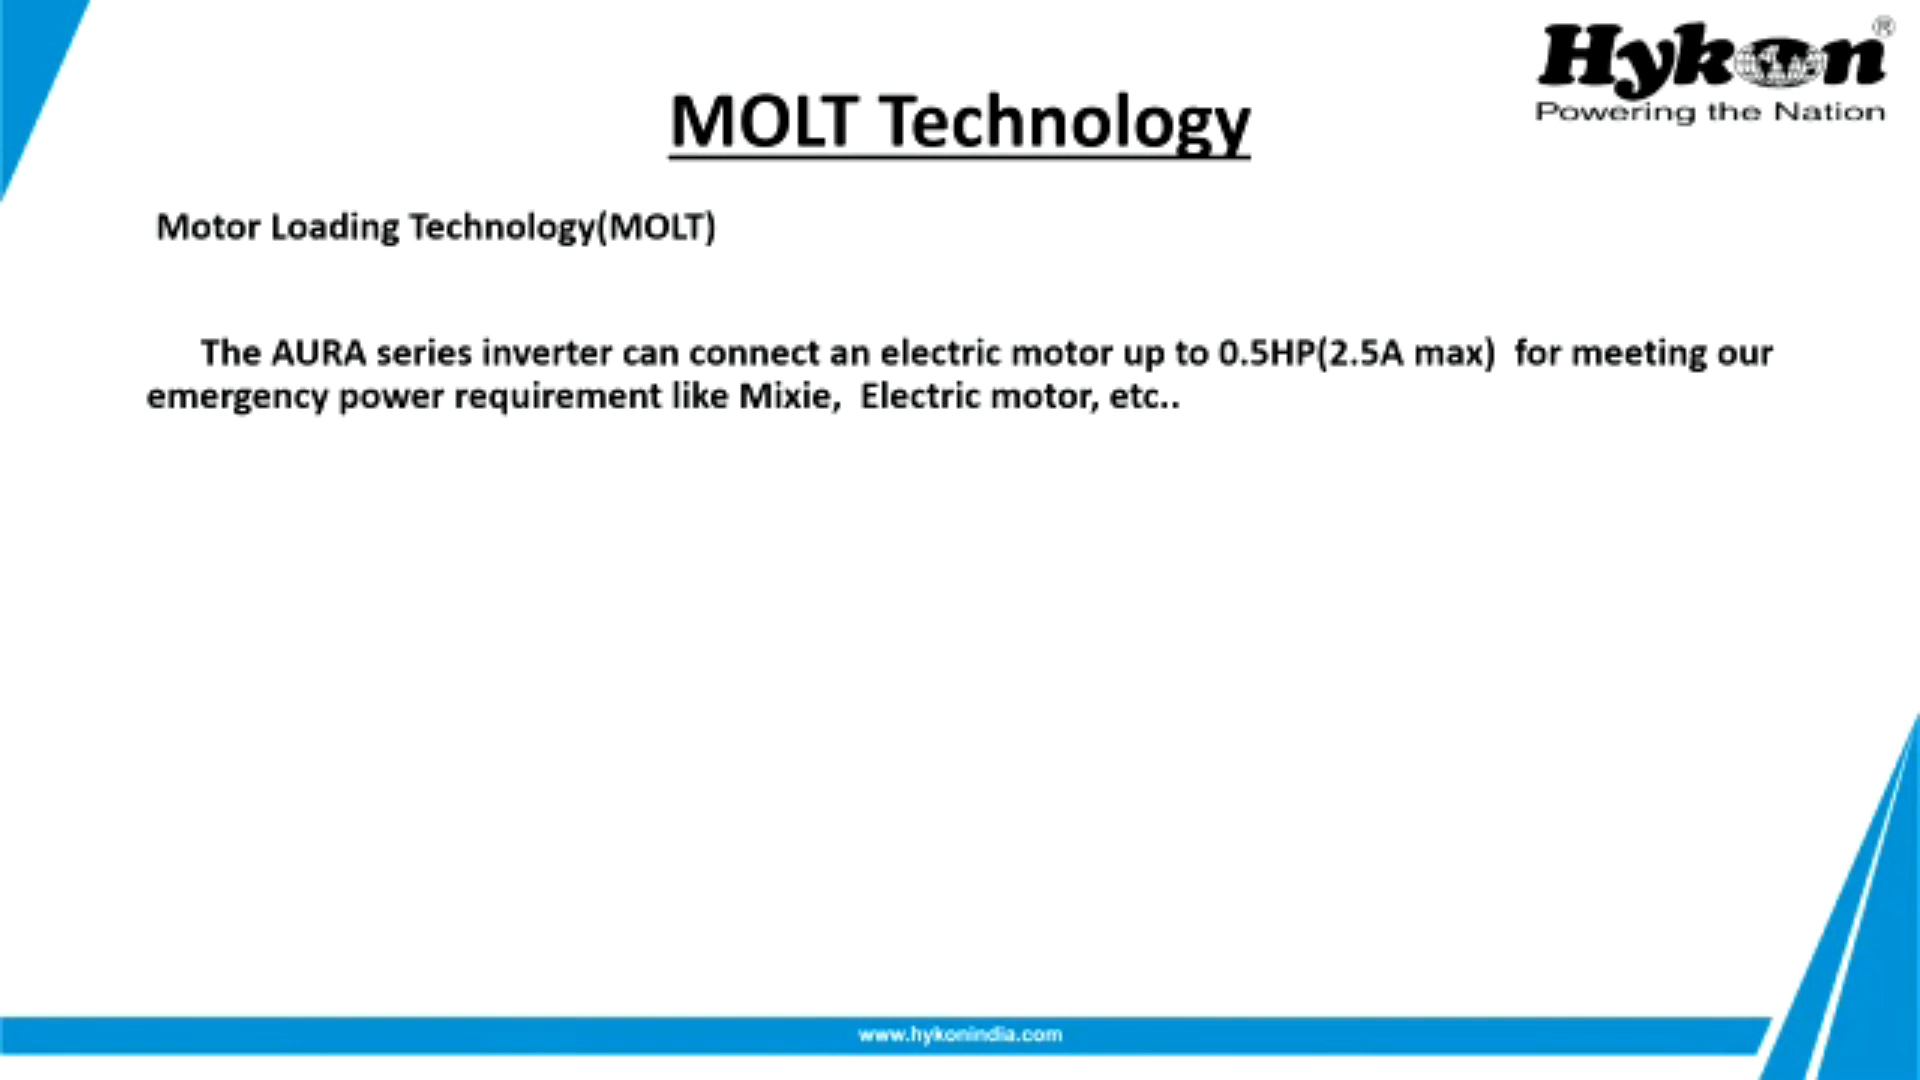 Hykon®
Powering the Nation
MOLT Technology
Motor Loading Technology(MOLT)
The AURA series inverter can connect an electric motor up to 0.5HP(2.5A max)  for meeting our
emergency power requirement like Mixie,  Electric motor, etc..
www.hykonindia.com